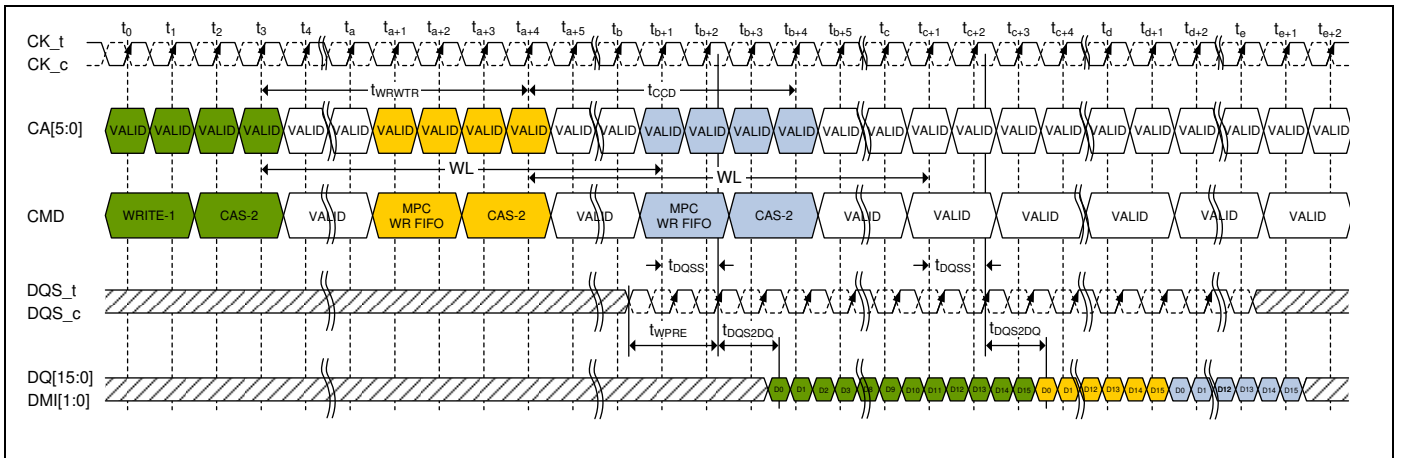 t0 t1 t2 t3 t4 ta ta+1 ta+2 ta+3 ta+4 ta+5 tb tb+1 tb+2 tb+3 tb+4 tb+5 tc tc+1 tc+2 tc+3 tc+4 td td+1 td+2 te te+1 te+2
CK_t
CK_c
tWRWTR tCCD
CA[5:0] VALID VALID VALID VALID VALID VALID VALID VALID VALID VALID VALID VALID VALID VALID VALID VALID VALID VALID VALID VALID VALID VALID VALID VALID VALID VALID VALID VALID
WL WL
CMD WRITE-1 CAS-2 VALID MPC WR FIFO CAS-2 VALID MPC WR FIFO CAS-2 VALID VALID VALID VALID VALID VALID
tDQSS tDQSS
DQS_t
DQS_c
tWPRE tDQS2DQ tDQS2DQ
DQ[15:0]
D0 D1 D2 D3 D8 D9 D10 D11 D12 D13 D14 D15 D0 D1 D12 D13 D14 D15 D0 D1 D12 D13 D14 D15
DMI[1:0]